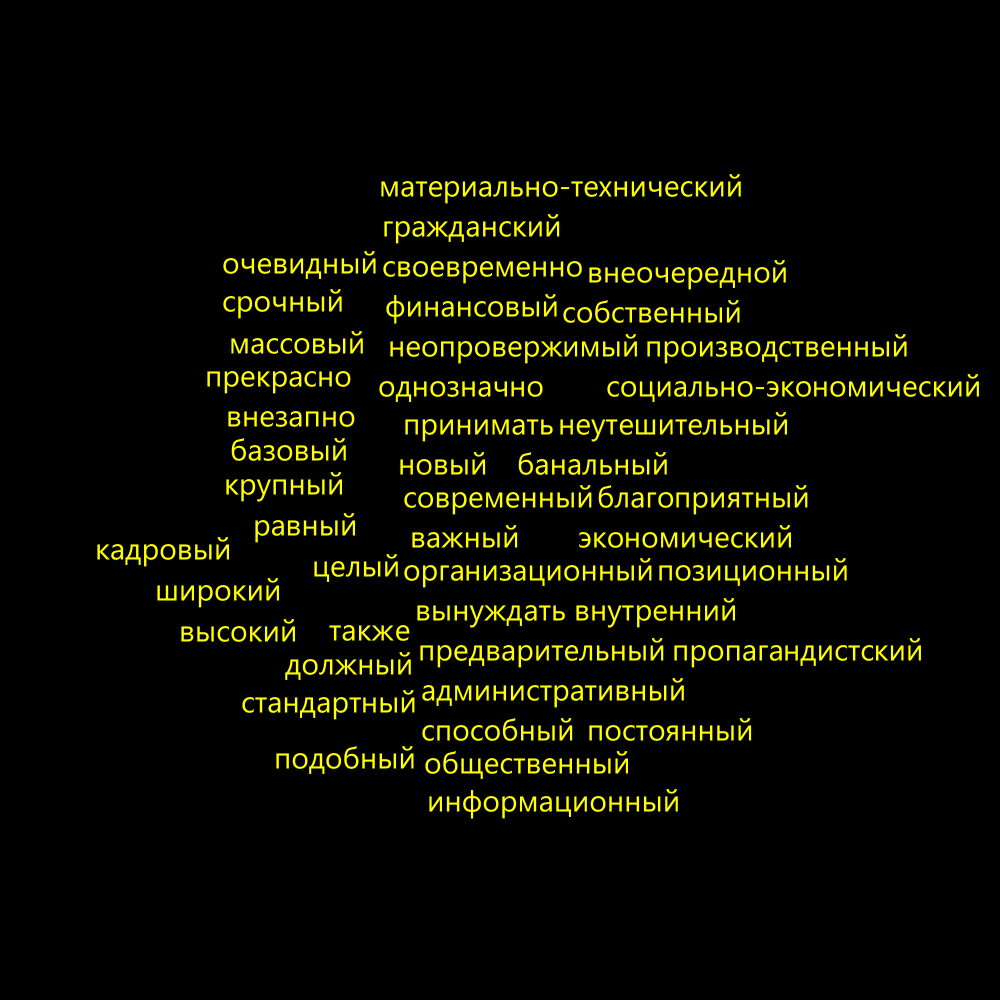 материально-технический
гражданский
очевидный своевременно внеочередной
срочный финансовый собственный
массовый неопровержимый производственный
прекрасно однозначно социально-экономический
внезапно принимать неутешительный
базовый новый банальный
крупный современный благоприятный
равный важный экономический
кадровый целый организационный позиционный
широкий вынуждать внутренний
высокий также предварительный пропагандистский
должный административный
стандартный способный постоянный
подобный общественный
информационный